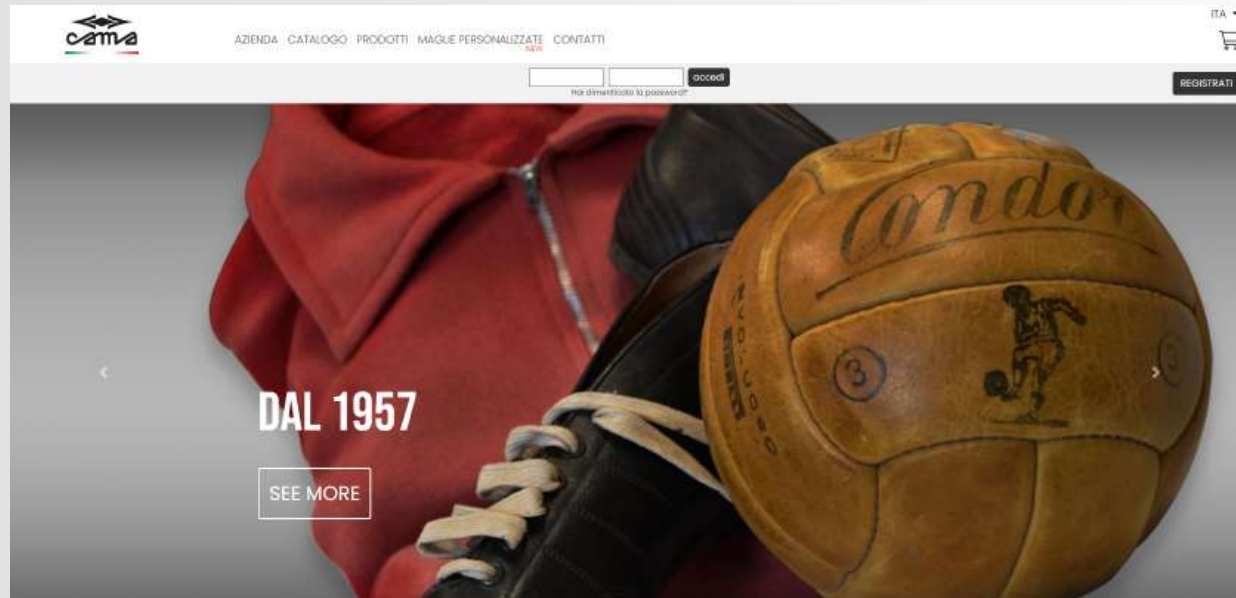 ITA
cama
AZIENDA CATALOGO PRODOTTI MAGLIE PERSONALIZZATE CONTATTI
NEW
accedi
Hai dimenticato la password?
REGISTRATI
Condor
3
3
DAL 1957
SEE MORE